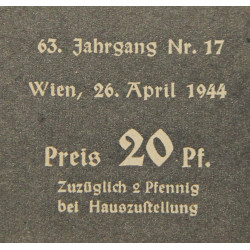 63. Jahrgang Nr. 17
Wien, 26. April 1944
Preis 20 Pf.
Zuzüglich 2 Pfennig
bei Hauszustellung